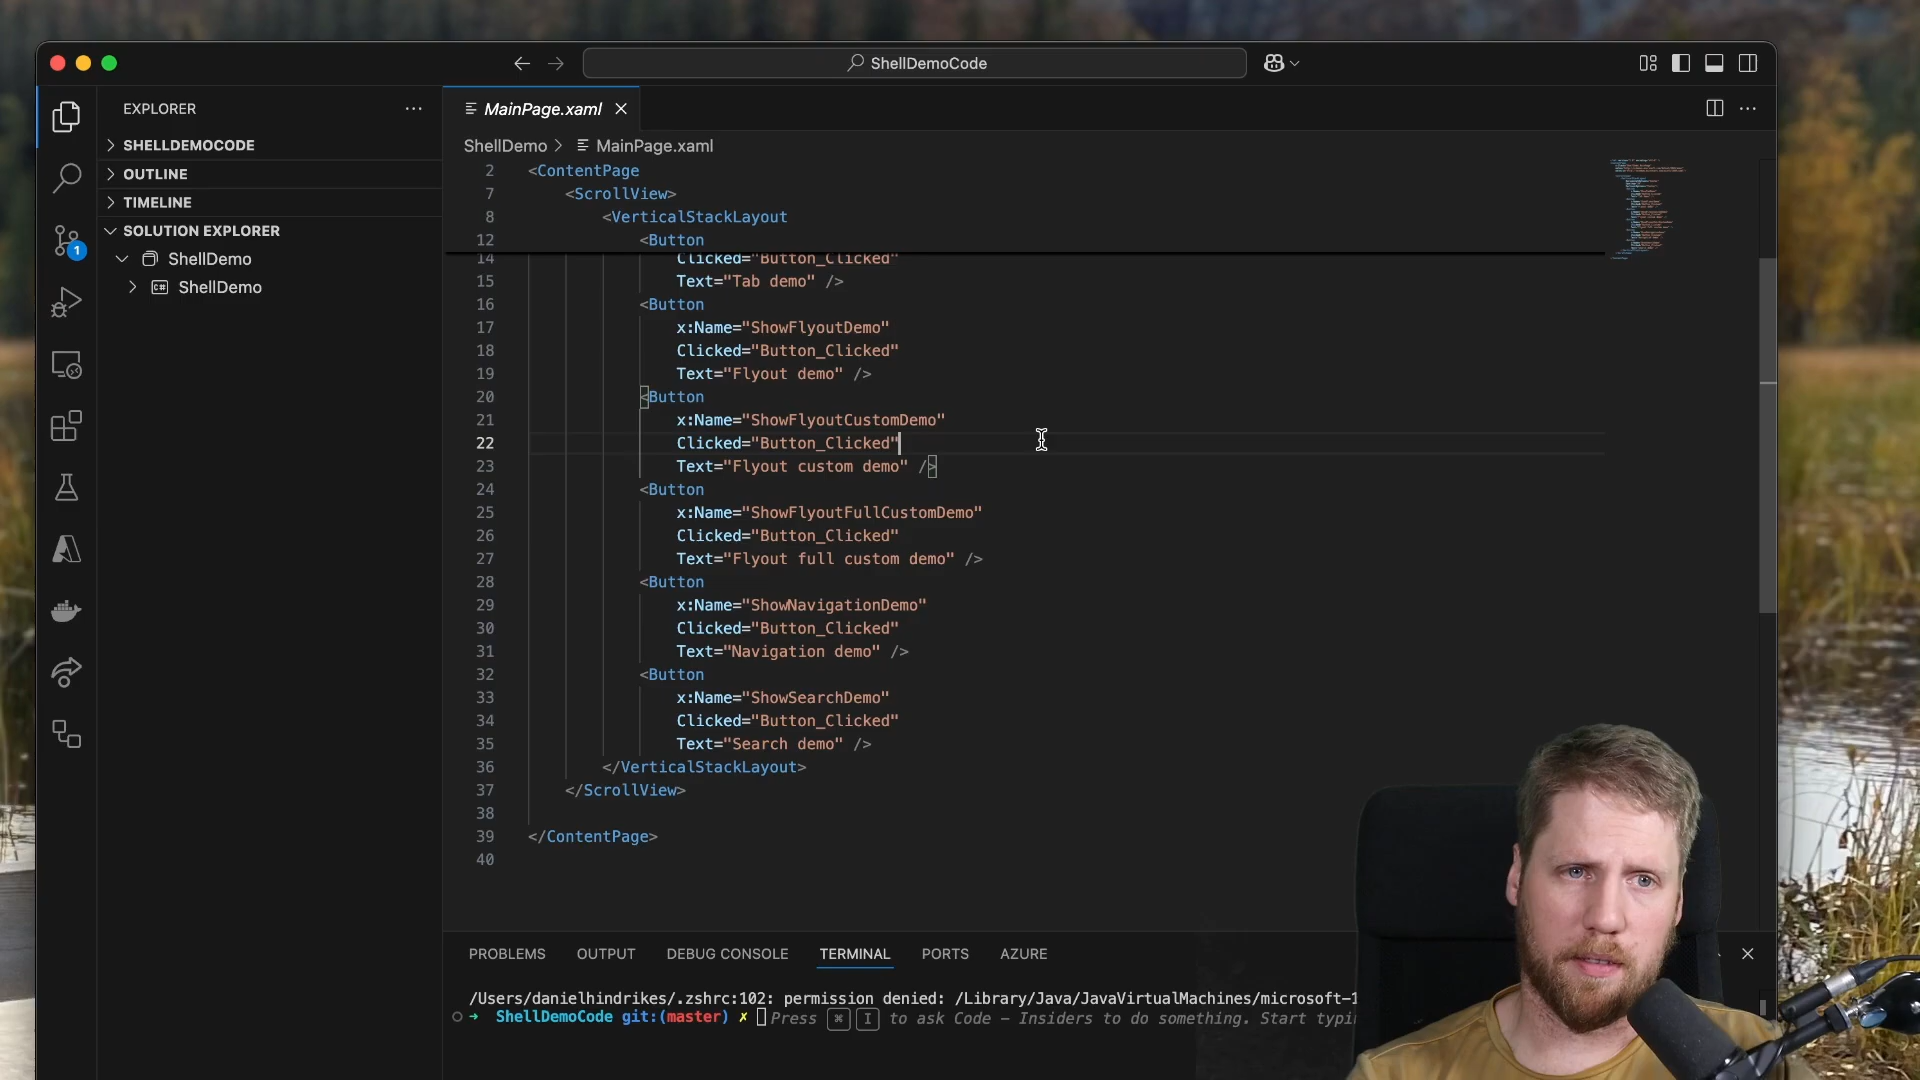 ShellDemoCode
EXPLORER
SHELLDEMOCODE
OUTLINE
TIMELINE
SOLUTION EXPLORER
ShellDemo
C# ShellDemo
1
MainPage.xaml
ShellDemo > MainPage.xaml
2 <ContentPage
7 <ScrollView>
8 <VerticalStackLayout
12 <Button
14 Clicked="Button_Clicked"
15 Text="Tab demo" />
16 <Button
17 x:Name="ShowFlyoutDemo"
18 Clicked="Button_Clicked"
19 Text="Flyout demo" />
20 <Button
21 x:Name="ShowFlyoutCustomDemo"
22 Clicked="Button_Clicked"
23 Text="Flyout custom demo" />
24 <Button
25 x:Name="ShowFlyoutFullCustomDemo"
26 Clicked="Button_Clicked"
27 Text="Flyout full custom demo" />
28 <Button
29 x:Name="ShowNavigationDemo"
30 Clicked="Button_Clicked"
31 Text="Navigation demo" />
32 <Button
33 x:Name="ShowSearchDemo"
34 Clicked="Button_Clicked"
35 Text="Search demo" />
36 </VerticalStackLayout>
37 </ScrollView>
38
39 </ContentPage>
40
PROBLEMS OUTPUT DEBUG CONSOLE TERMINAL PORTS AZURE
/Users/danielhindrikes/.zshrc:102: permission denied: /Library/Java/JavaVirtualMachines/microsoft-1
➜ ShellDemoCode git:(master) ✗ Press ⌘ I to ask Code – Insiders to do something. Start typi